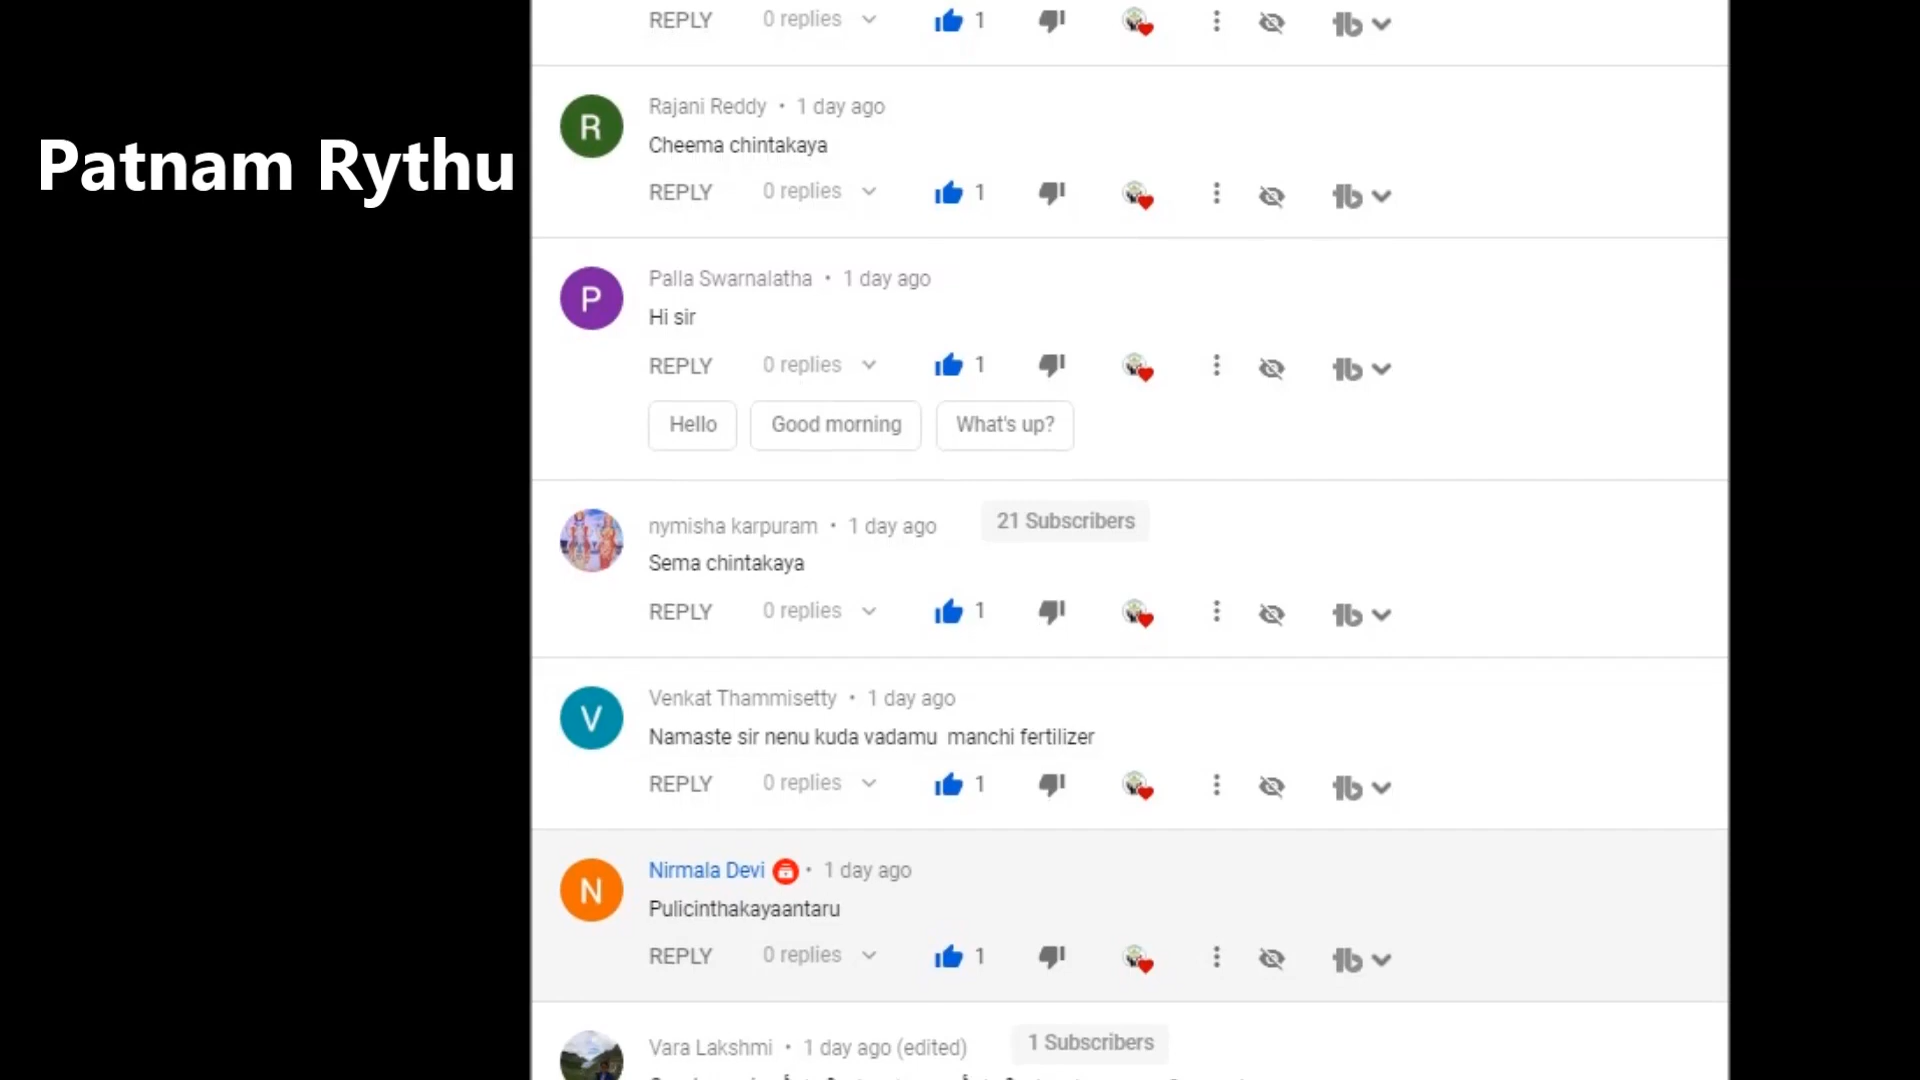 REPLY 0 replies 1
Patnam Rythu
R
Rajani Reddy • 1 day ago
Cheema chintakaya
REPLY 0 replies 1
P
Palla Swarnalatha • 1 day ago
Hi sir
REPLY 0 replies 1
Hello Good morning What's up?
nymisha karpuram • 1 day ago 21 Subscribers
Sema chintakaya
REPLY 0 replies 1
V
Venkat Thammisetty • 1 day ago
Namaste sir nenu kuda vadamu manchi fertilizer
REPLY 0 replies 1
N
Nirmala Devi • 1 day ago
Pulicinthakayaantaru
REPLY 0 replies 1
Vara Lakshmi • 1 day ago (edited) 1 Subscribers